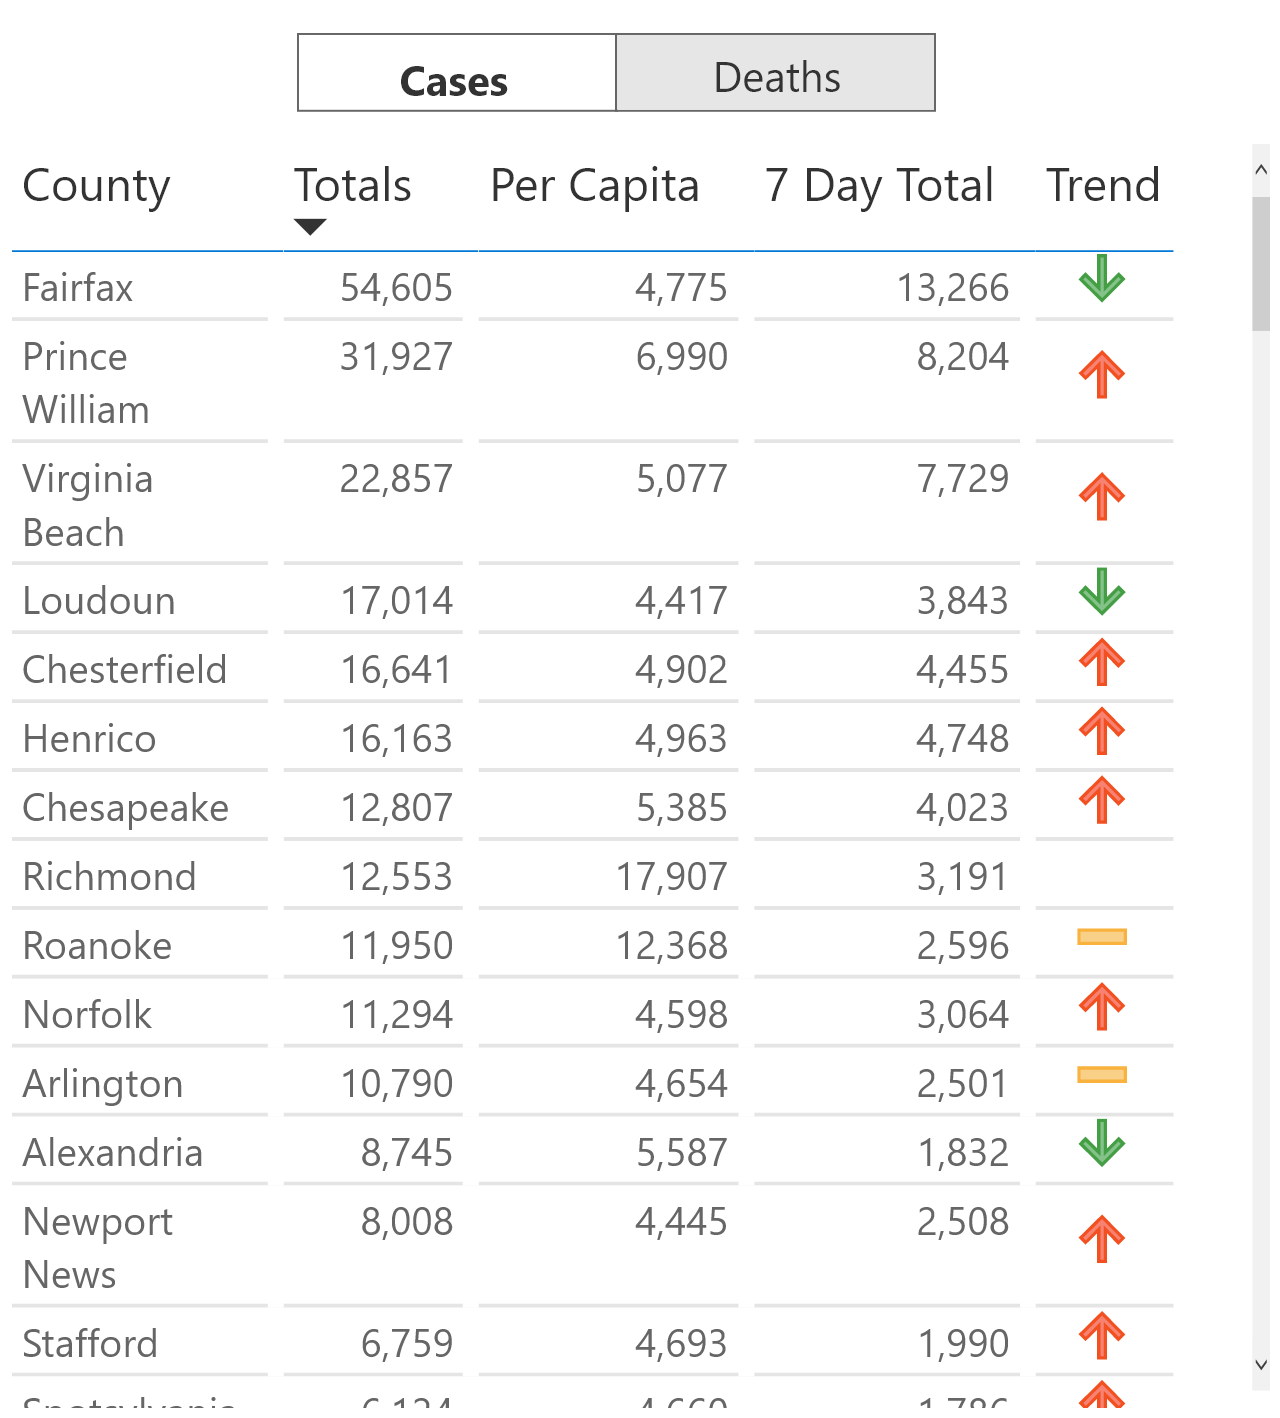 Cases Deaths
County Totals Per Capita 7 Day Total Trend
Fairfax 54,605 4,775 13,266
Prince 31,927 6,990 8,204
William
Virginia 22,857 5,077 7,729
Beach
Loudoun 17,014 4,417 3,843
Chesterfield 16,641 4,902 4,455
Henrico 16,163 4,963 4,748
Chesapeake 12,807 5,385 4,023
Richmond 12,553 17,907 3,191
Roanoke 11,950 12,368 2,596
Norfolk 11,294 4,598 3,064
Arlington 10,790 4,654 2,501
Alexandria 8,745 5,587 1,832
Newport 8,008 4,445 2,508
News
Stafford 6,759 4,693 1,990